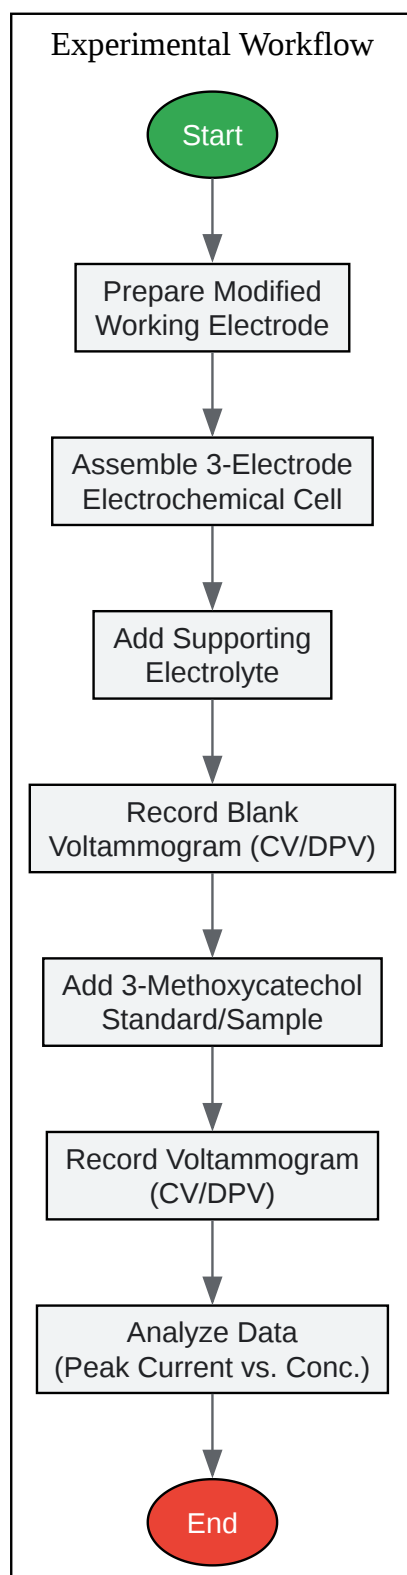 Experimental Workflow
Start
Prepare Modified
Working Electrode
Assemble 3-Electrode
Electrochemical Cell
Add Supporting
Electrolyte
Record Blank
Voltammogram (CV/DPV)
Add 3-Methoxycatechol
Standard/Sample
Record Voltammogram
(CV/DPV)
Analyze Data
(Peak Current vs. Conc.)
End